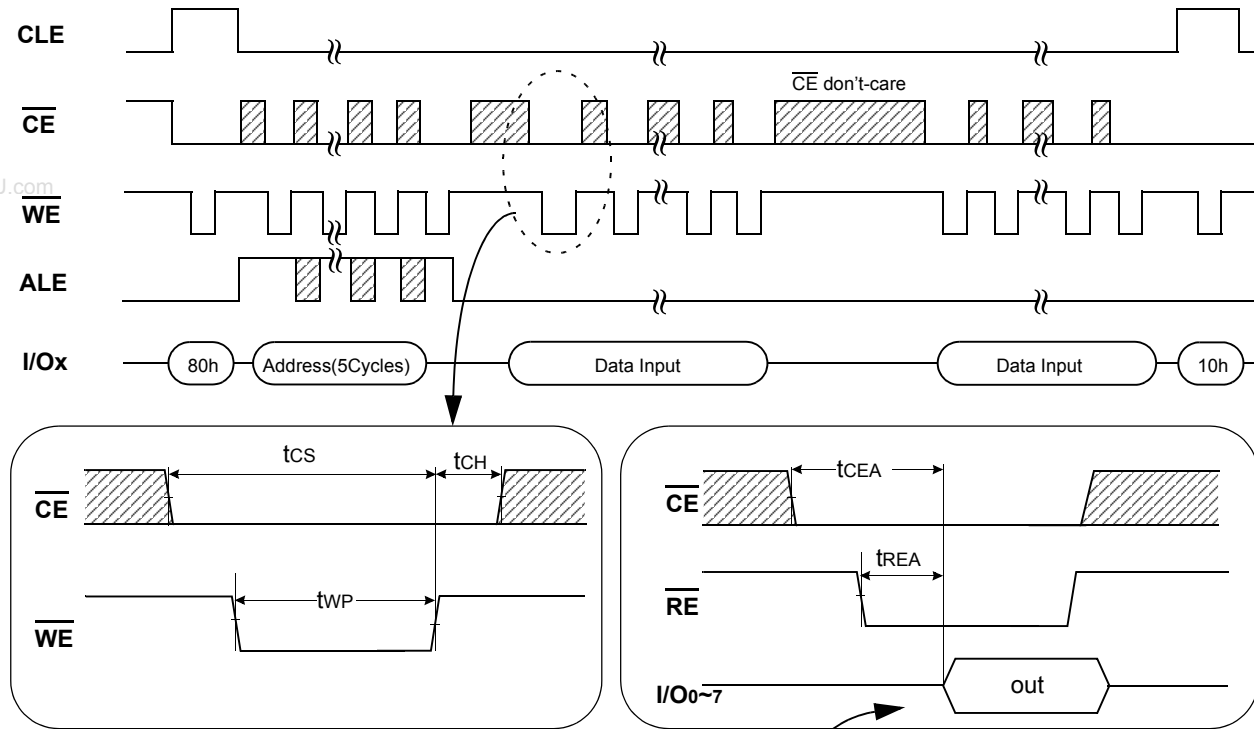 CLE
CE don't-care
CE
U.com
WE
ALE
I/Ox
80h
Address(5Cycles)
Data Input
Data Input
10h
tCS
tCH
CE
tWP
WE
tCEA
CE
tREA
RE
I/O0~7
out